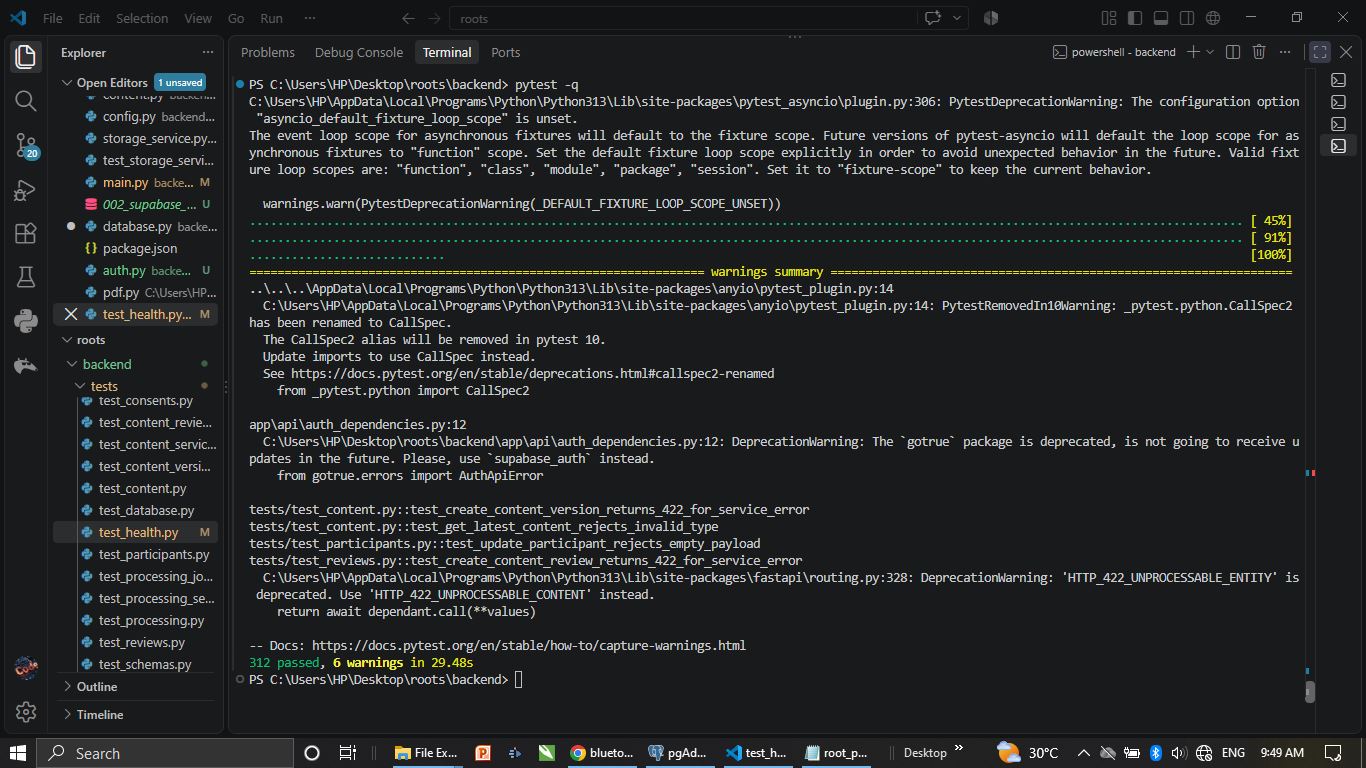 File Edit Selection View Go Run ···
roots
Explorer
Problems Debug Console Terminal Ports
powershell - backend
Open Editors 1 unsaved
config.py backend...
storage_service.py...
test_storage_servi...
main.py backe... M
002_supabase_... U
database.py backe...
package.json
auth.py backe... U
pdf.py C:\Users\HP...
test_health.py... M
roots
backend
tests
test_consents.py
test_content_revie...
test_content_servic...
test_content_versi...
test_content.py
test_database.py
test_health.py M
test_participants.py
test_processing_jo...
test_processing_se...
test_processing.py
test_reviews.py
test_schemas.py
Outline
Timeline
20
PS C:\Users\HP\Desktop\roots\backend> pytest -q
C:\Users\HP\AppData\Local\Programs\Python\Python313\Lib\site-packages\pytest_asyncio\plugin.py:306: PytestDeprecationWarning: The configuration option
"asyncio_default_fixture_loop_scope" is unset.
The event loop scope for asynchronous fixtures will default to the fixture scope. Future versions of pytest-asyncio will default the loop scope for as
ynchronous fixtures to "function" scope. Set the default fixture loop scope explicitly in order to avoid unexpected behavior in the future. Valid fixt
ure loop scopes are: "function", "class", "module", "package", "session". Set it to "fixture-scope" to keep the current behavior.
warnings.warn(PytestDeprecationWarning(_DEFAULT_FIXTURE_LOOP_SCOPE_UNSET))
[ 45%]
[ 91%]
[100%]
warnings summary
..\..\..\AppData\Local\Programs\Python\Python313\Lib\site-packages\anyio\pytest_plugin.py:14
C:\Users\HP\AppData\Local\Programs\Python\Python313\Lib\site-packages\anyio\pytest_plugin.py:14: PytestRemovedIn10Warning: _pytest.python.CallSpec2
has been renamed to CallSpec.
The CallSpec2 alias will be removed in pytest 10.
Update imports to use CallSpec instead.
See https://docs.pytest.org/en/stable/deprecations.html#callspec2-renamed
from _pytest.python import CallSpec2
app\api\auth_dependencies.py:12
C:\Users\HP\Desktop\roots\backend\app\api\auth_dependencies.py:12: DeprecationWarning: The `gotrue` package is deprecated, is not going to receive u
pdates in the future. Please, use `supabase_auth` instead.
from gotrue.errors import AuthApiError
tests/test_content.py::test_create_content_version_returns_422_for_service_error
tests/test_content.py::test_get_latest_content_rejects_invalid_type
tests/test_participants.py::test_update_participant_rejects_empty_payload
tests/test_reviews.py::test_create_content_review_returns_422_for_service_error
C:\Users\HP\AppData\Local\Programs\Python\Python313\Lib\site-packages\fastapi\routing.py:328: DeprecationWarning: 'HTTP_422_UNPROCESSABLE_ENTITY' is
deprecated. Use 'HTTP_422_UNPROCESSABLE_CONTENT' instead.
return await dependant.call(**values)
-- Docs: https://docs.pytest.org/en/stable/how-to/capture-warnings.html
312 passed, 6 warnings in 29.48s
PS C:\Users\HP\Desktop\roots\backend>
Search
File Ex... blueto... pgAd... test_h... root_p... Desktop » 30°C ENG 9:49 AM